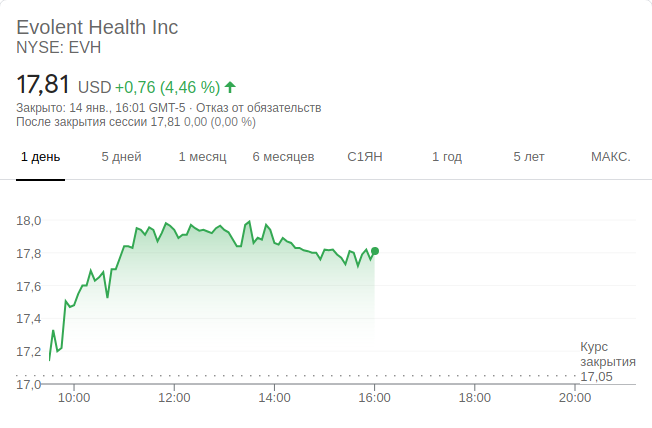 Evolent Health Inc
NYSE: EVH
17,81 USD +0,76 (4,46 %)
Закрыто: 14 янв., 16:01 GMT-5 · Отказ от обязательств
После закрытия сессии 17,81 0,00 (0,00 %)
1 день 5 дней 1 месяц 6 месяцев С1ЯН 1 год 5 лет МАКС.
18,0
17,8
17,6
17,4
17,2
Курс
закрытия
17,05
17,0
10:00 12:00 14:00 16:00 18:00 20:00